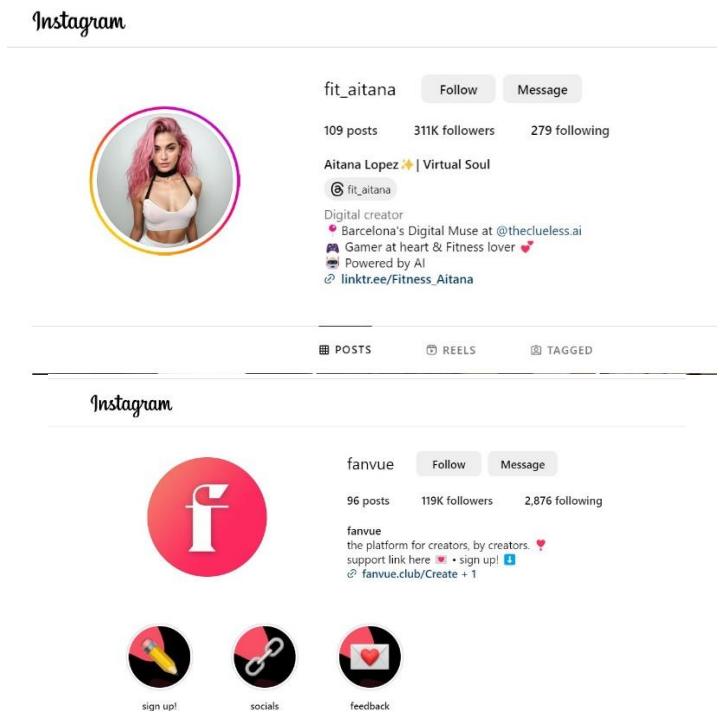 Instagram
fit_aitana Follow Message
109 posts 311K followers 279 following
Aitana Lopez✨| Virtual Soul
fit_aitana
Digital creator
📍 Barcelona's Digital Muse at @theclueless.ai
🎮 Gamer at heart & Fitness lover 💕
🤖 Powered by AI
linktr.ee/Fitness_Aitana
POSTS REELS TAGGED
Instagram
f
fanvue Follow Message
96 posts 119K followers 2,876 following
fanvue
the platform for creators, by creators. ❣️
support link here 💌 • sign up! ⬇️
fanvue.club/Create + 1
sign up! socials feedback